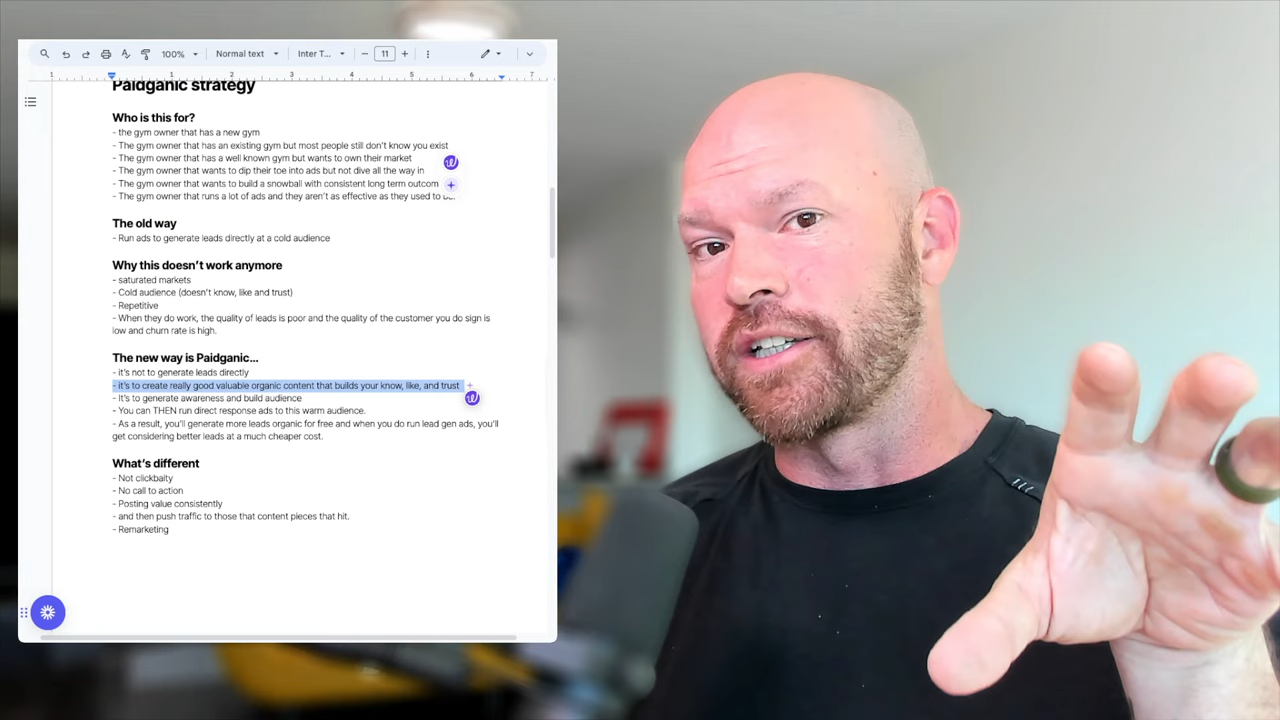 100%
Normal text
Inter T...
11
1 1 2 3 4 5 6 7
Paidganic strategy
Who is this for?
- the gym owner that has a new gym
- The gym owner that has an existing gym but most people still don't know you exist
- The gym owner that has a well known gym but wants to own their market
- The gym owner that wants to dip their toe into ads but not dive all the way in
- The gym owner that wants to build a snowball with consistent long term outcom
- The gym owner that runs a lot of ads and they aren't as effective as they used to
The old way
- Run ads to generate leads directly at a cold audience
Why this doesn't work anymore
- saturated markets
- Cold audience (doesn't know, like and trust)
- Repetitive
- When they do work, the quality of leads is poor and the quality of the customer you do sign is
low and churn rate is high.
The new way is Paidganic...
- it's not to generate leads directly
- it's to create really good valuable organic content that builds your know, like, and trust
- It's to generate awareness and build audience
- You can THEN run direct response ads to this warm audience.
- As a result, you'll generate more leads organic for free and when you do run lead gen ads, you'll
get considering better leads at a much cheaper cost.
What's different
- Not clickbaity
- No call to action
- Posting value consistently
- and then push traffic to those that content pieces that hit.
- Remarketing